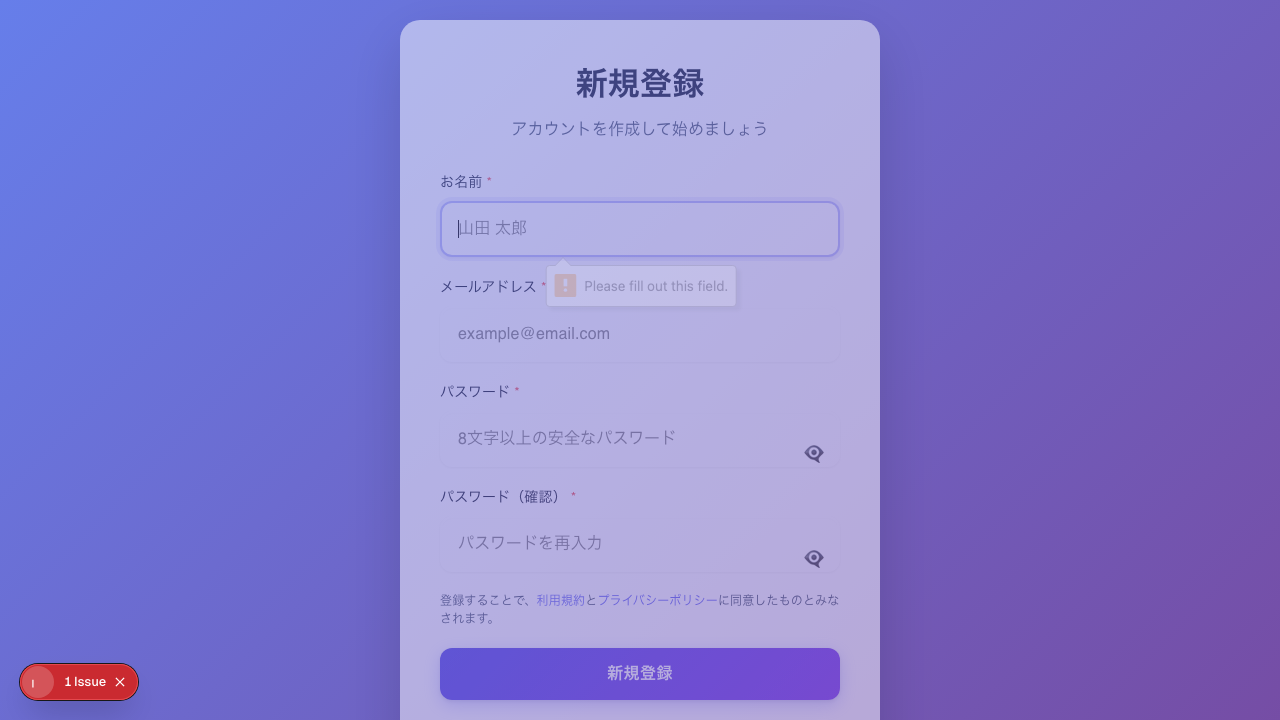 新規登録
アカウントを作成して始めましょう
お名前 *
山田 太郎
Please fill out this field.
メールアドレス *
example@email.com
パスワード *
8文字以上の安全なパスワード
パスワード（確認） *
パスワードを再入力
登録することで、利用規約とプライバシーポリシーに同意したものとみな
されます。
新規登録
1 Issue